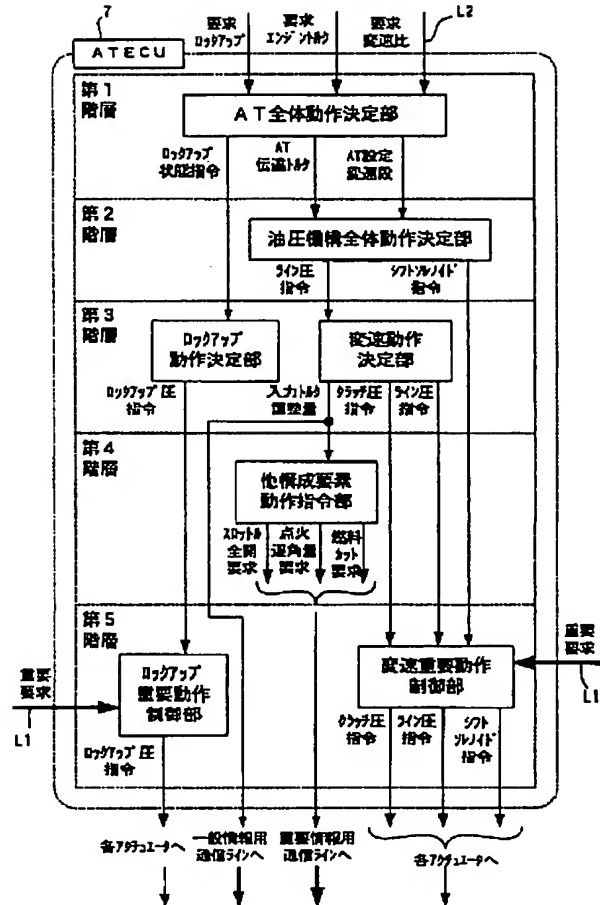 要求
ロックアップ
要求
エンジントルク
要求
変速比
L2
7
ATECU
第1
階層
AT全体動作決定部
ロックアップ
状態指令
AT
伝達トルク
AT設定
変速段
第2
階層
油圧機構全体動作決定部
ライン圧
指令
シフトソレノイド
指令
第3
階層
ロックアップ
動作決定部
変速動作
決定部
ロックアップ圧
指令
入力トルク
調整量
クラッチ圧
指令
ライン圧
指令
第4
階層
他構成要素
動作指令部
スロットル
全閉
要求
点火
遅角量
要求
燃料
カット
要求
第5
階層
重要
要求
L1
ロックアップ
重要動作
制御部
変速重要動作
制御部
重要
要求
L1
ロックアップ圧
指令
クラッチ圧
指令
ライン圧
指令
シフト
ソレノイド
指令
各アクチュエータへ
一般情報用
通信ラインへ
重要情報用
通信ラインへ
各アクチュエータへ